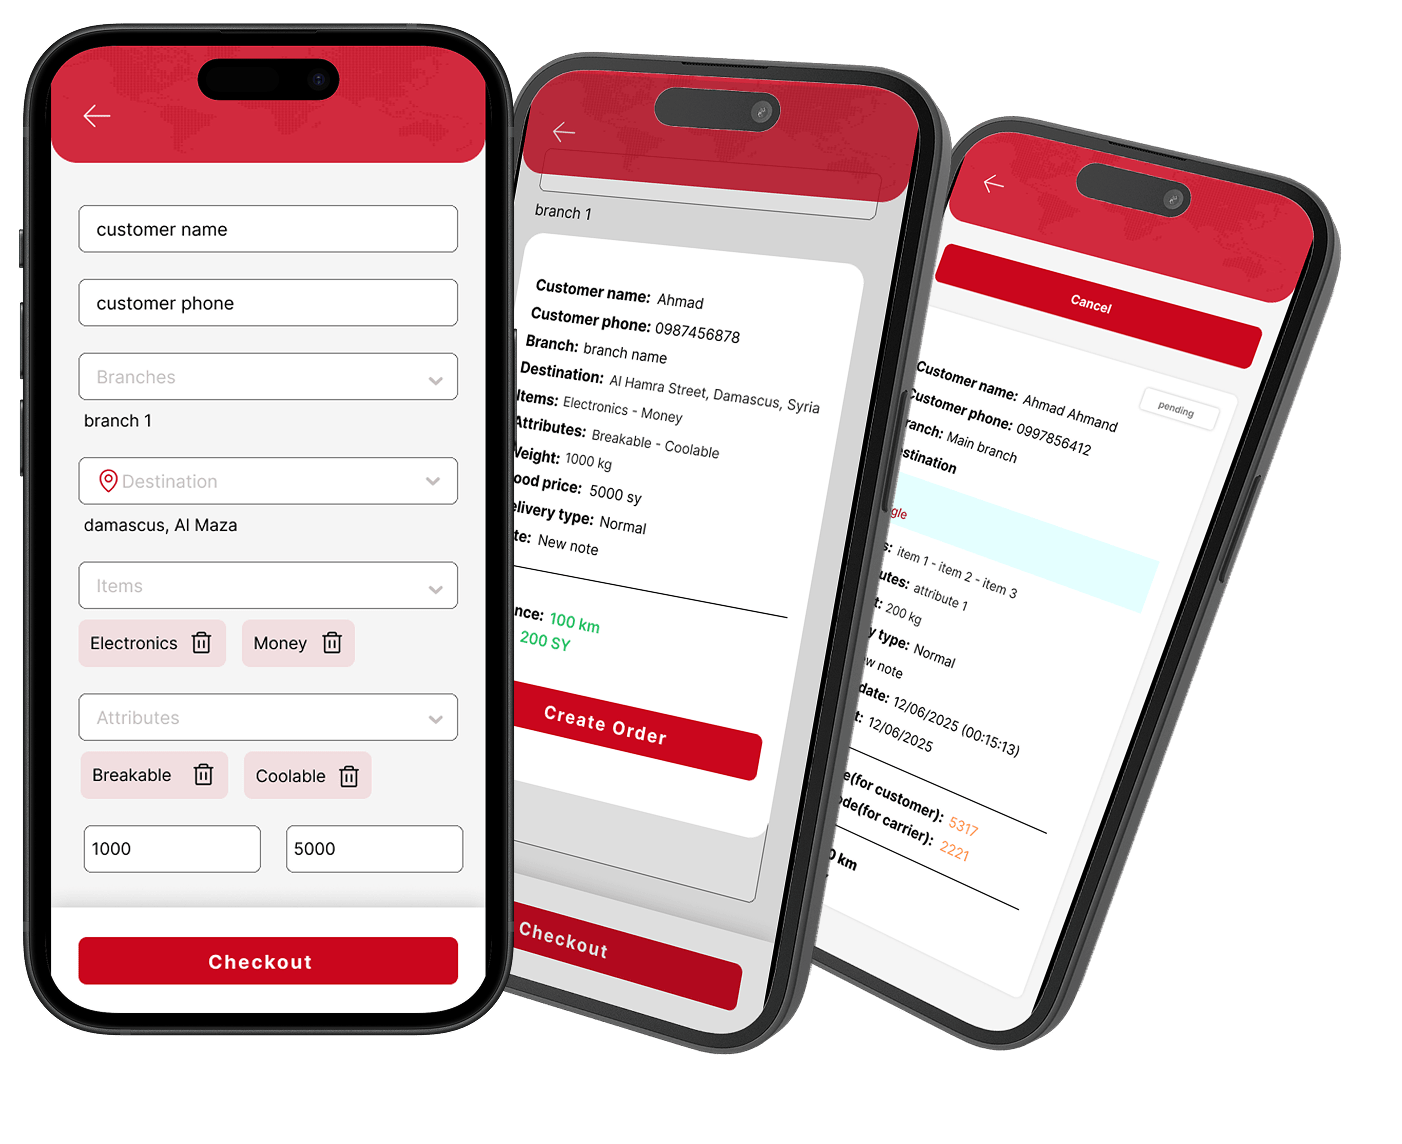 customer name
customer phone
Branches
branch 1
Destination
damascus, Al Maza
Items
Electronics
Money
Attributes
Breakable
Coolable
1000
5000
Checkout
branch 1
Customer name: Ahmad
Customer phone: 0987456878
Branch: branch name
Destination: Al Hamra Street, Damascus, Syria
Items: Electronics - Money
Attributes: Breakable - Coolable
Weight: 1000 kg
ood price: 5000 sy
elivery type: Normal
te: New note
nce: 100 km
200 SY
Create Order
Checkout
Cancel
pending
Customer name: Ahmad Ahmand
Customer phone: 0997856412
ranch: Main branch
estination
gle
s: item 1 - item 2 - item 3
utes: attribute 1
t: 200 kg
y type: Normal
w note
date: 12/06/2025 (00:15:13)
t: 12/06/2025
e(for customer): 5317
ode(for carrier): 2221
0 km